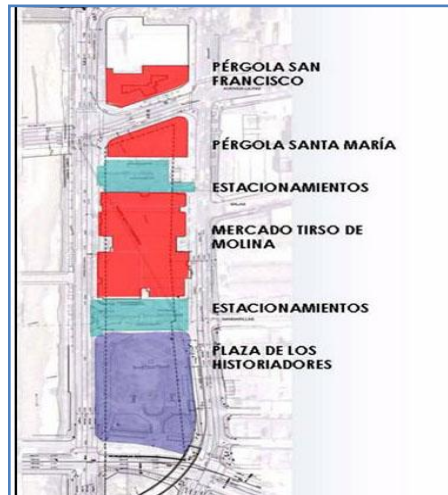 PÉRGOLA SAN
FRANCISCO
PÉRGOLA SANTA MARÍA
ESTACIONAMIENTOS
MERCADO TIRSO DE
MOLINA
ESTACIONAMIENTOS
PLAZA DE LOS
HISTORIADORES